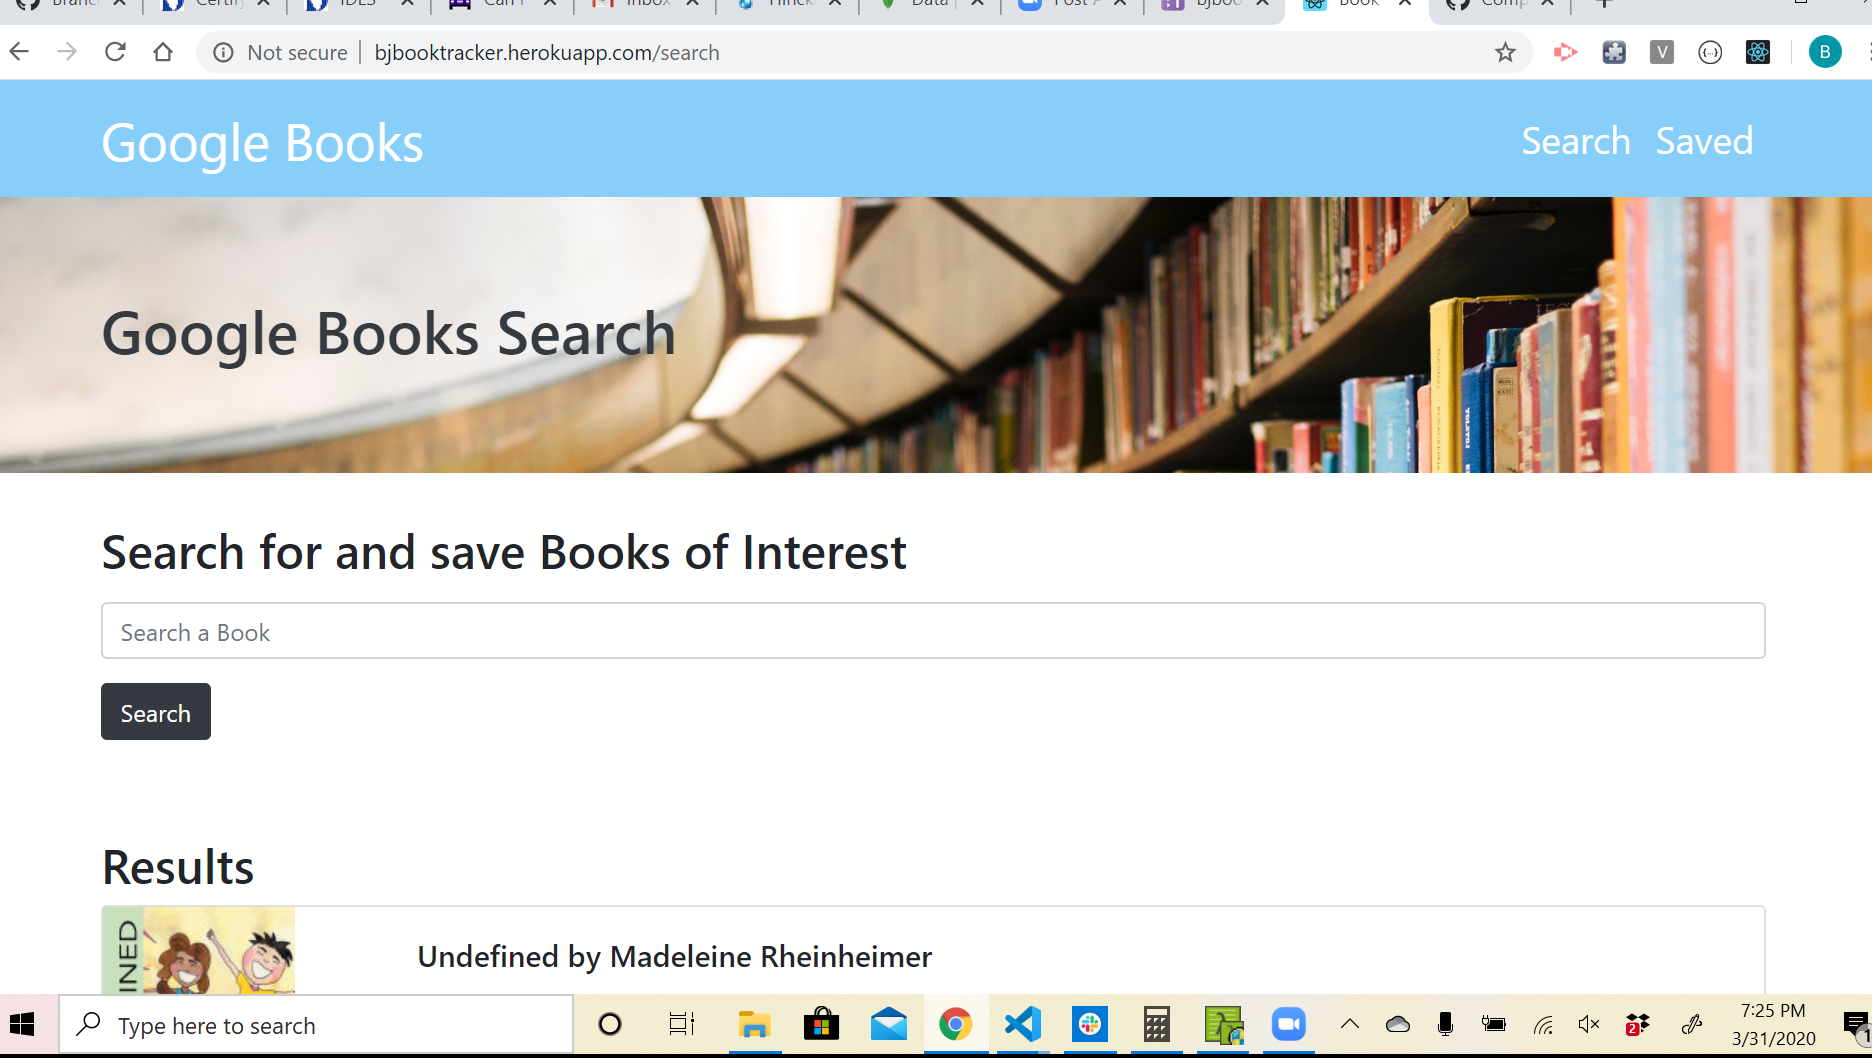 Certify
IDES
Can I
Inbox
Hinck
Data
Post A
bjboo
Book
Comp
Not secure
bjbooktracker.herokuapp.com/search
V
B
Google Books
Search
Saved
Google Books Search
Search for and save Books of Interest
Search a Book
Search
Results
INED
Undefined by Madeleine Rheinheimer
Type here to search
2
7:25 PM
3/31/2020
1